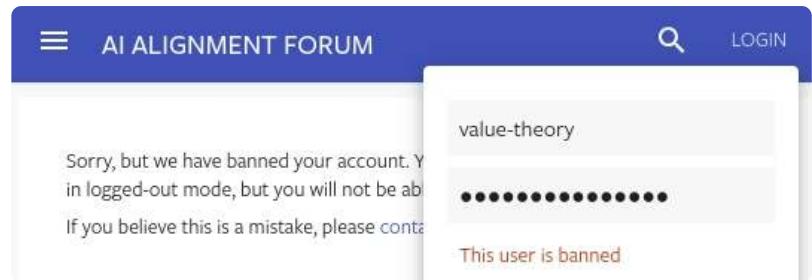 AI ALIGNMENT FORUM
LOGIN
Sorry, but we have banned your account. Y
in logged-out mode, but you will not be ab
If you believe this is a mistake, please conta
value-theory
●●●●●●●●●●●●●●●●
This user is banned